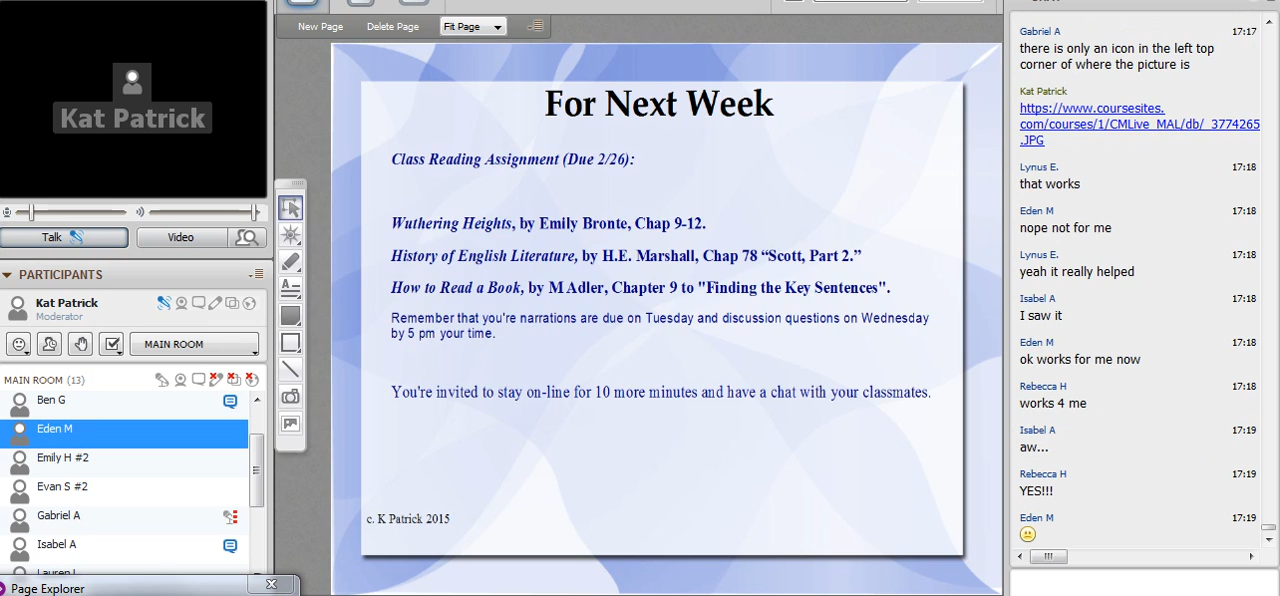 Kat Patrick
Talk
Video
PARTICIPANTS
Kat Patrick
Moderator
MAIN ROOM
MAIN ROOM (13)
Ben G
Eden M
Emily H #2
Evan S #2
Gabriel A
Isabel A
Page Explorer
New Page
Delete Page
Fit Page
For Next Week
Class Reading Assignment (Due 2/26):
Wuthering Heights, by Emily Bronte, Chap 9-12.
History of English Literature, by H.E. Marshall, Chap 78 “Scott, Part 2.”
How to Read a Book, by M Adler, Chapter 9 to "Finding the Key Sentences".
Remember that you're narrations are due on Tuesday and discussion questions on Wednesday
by 5 pm your time.
You're invited to stay on-line for 10 more minutes and have a chat with your classmates.
c. K Patrick 2015
Gabriel A 17:17
there is only an icon in the left top
corner of where the picture is
Kat Patrick
https://www.coursesites.
com/courses/1/CMLive_MAL/db/_3774265
.JPG
Lynus E. 17:18
that works
Eden M 17:18
nope not for me
Lynus E. 17:18
yeah it really helped
Isabel A 17:18
I saw it
Eden M 17:18
ok works for me now
Rebecca H 17:18
works 4 me
Isabel A 17:19
aw...
Rebecca H 17:19
YES!!!
Eden M 17:19